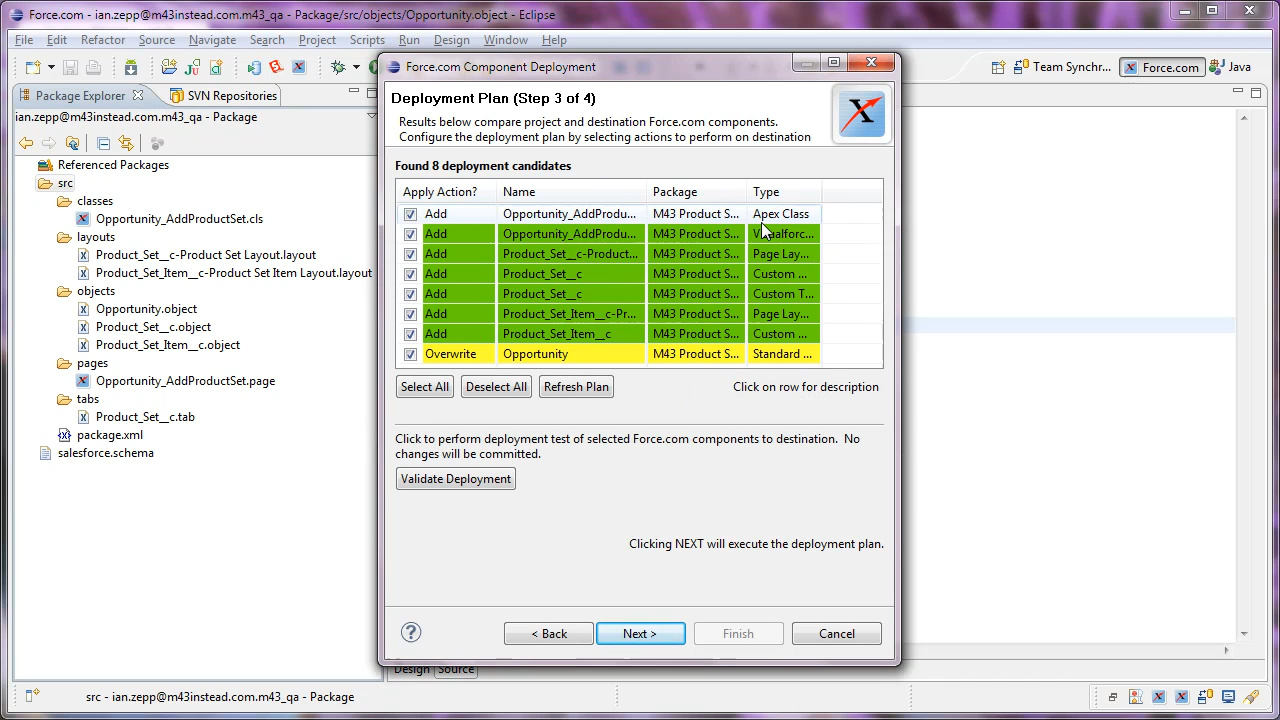 Force.com - ian.zepp@m43instead.com.m43_qa - Package/src/objects/Opportunity.object - Eclipse
File Edit Refactor Source Navigate Search Project Scripts Run Design Window Help
Team Synchr... Force.com Java
Package Explorer SVN Repositories
ian.zepp@m43instead.com.m43_qa - Package
Referenced Packages
src
classes
Opportunity_AddProductSet.cls
layouts
Product_Set__c-Product Set Layout.layout
Product_Set_Item__c-Product Set Item Layout.layout
objects
Opportunity.object
Product_Set__c.object
Product_Set_Item__c.object
pages
Opportunity_AddProductSet.page
tabs
Product_Set__c.tab
package.xml
salesforce.schema
Force.com Component Deployment
Deployment Plan (Step 3 of 4)
Results below compare project and destination Force.com components.
Configure the deployment plan by selecting actions to perform on destination
Found 8 deployment candidates
Apply Action? Name Package Type
Add Opportunity_AddProdu... M43 Product S... Apex Class
Add Opportunity_AddProdu... M43 Product S...
Add Product_Set__c-Product... M43 Product S... Page Lay...
Add Product_Set__c M43 Product S... Custom ...
Add Product_Set__c M43 Product S... Custom T...
Add Product_Set_Item__c-Pr... M43 Product S... Page Lay...
Add Product_Set_Item__c M43 Product S... Custom ...
Overwrite Opportunity M43 Product S... Standard ...
Select All Deselect All Refresh Plan Click on row for description
Click to perform deployment test of selected Force.com components to destination. No
changes will be committed.
Validate Deployment
Clicking NEXT will execute the deployment plan.
< Back Next > Finish Cancel
Design Source
src - ian.zepp@m43instead.com.m43_qa - Package